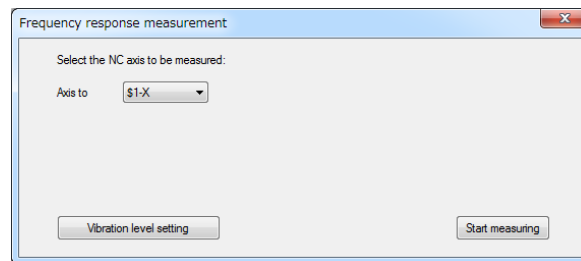 Frequency response measurement
Select the NC axis to be measured:
Axis to $1-X
Vibration level setting Start measuring